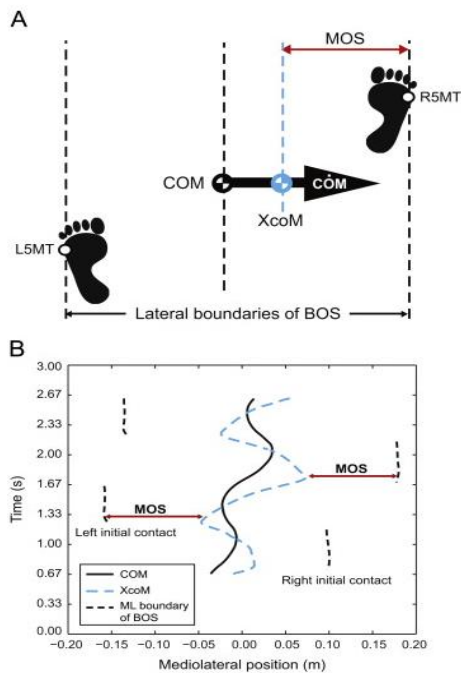 A
MOS
R5MT
COM
COM
XcoM
L5MT
Lateral boundaries of BOS
B
3.00
2.67
2.33
2.00
1.67
1.33
1.00
0.67
0.33
0.00
Time (s)
MOS
MOS
Left initial contact
Right initial contact
COM
XcoM
ML boundary
of BOS
−0.20 −0.15 −0.10 −0.05 0.00 0.05 0.10 0.15 0.20
Mediolateral position (m)